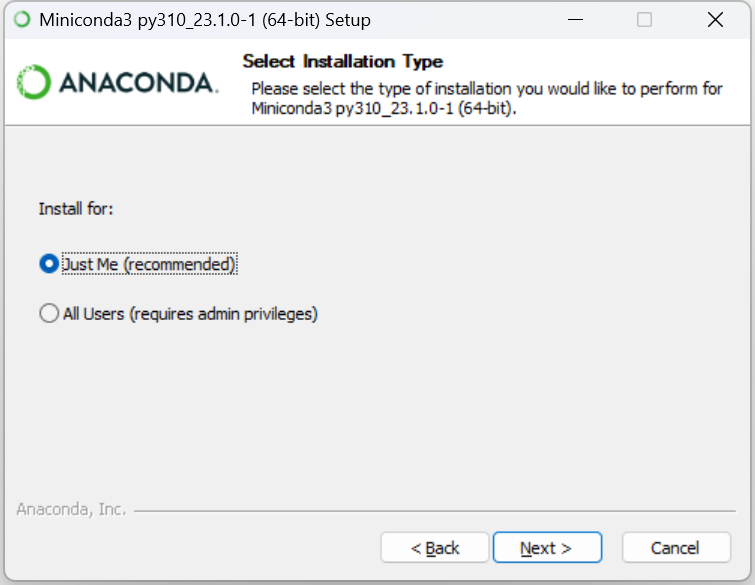 Miniconda3 py310_23.1.0-1 (64-bit) Setup
ANACONDA.
Select Installation Type
Please select the type of installation you would like to perform for
Miniconda3 py310_23.1.0-1 (64-bit).
Install for:
Just Me (recommended)
All Users (requires admin privileges)
Anaconda, Inc.
< Back
Next >
Cancel